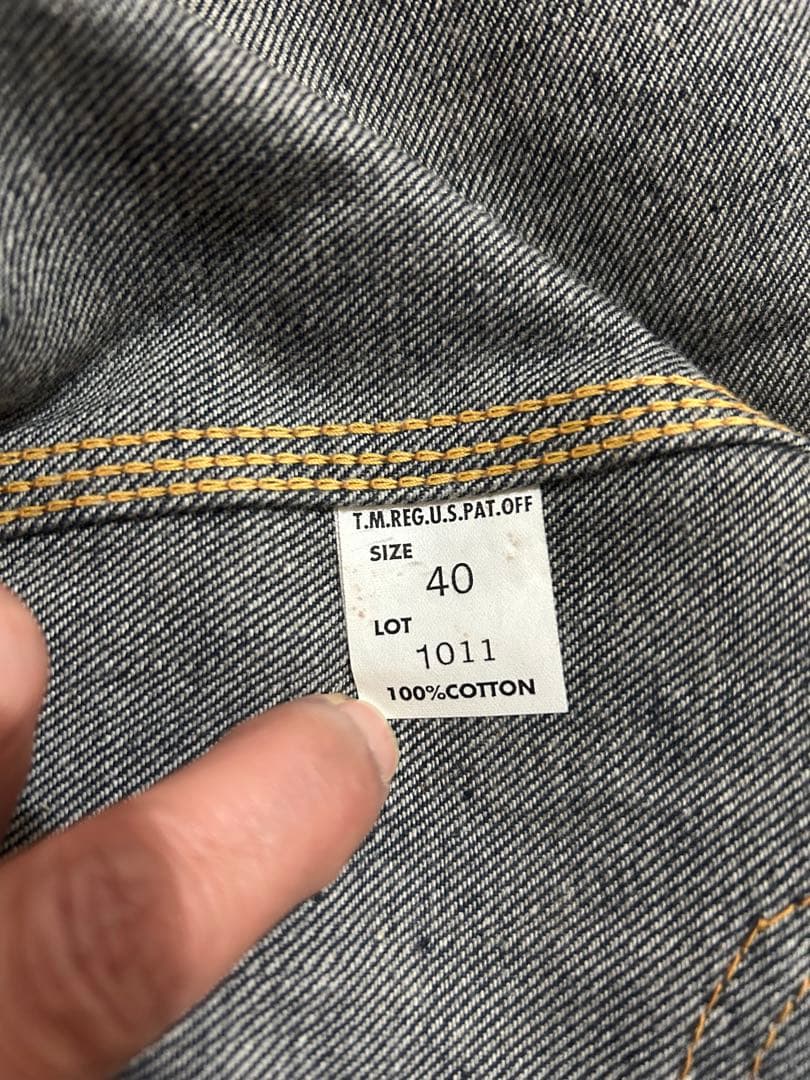 T.M.REG.U.S.PAT.OFF
SIZE
40
LOT
1011
100%COTTON